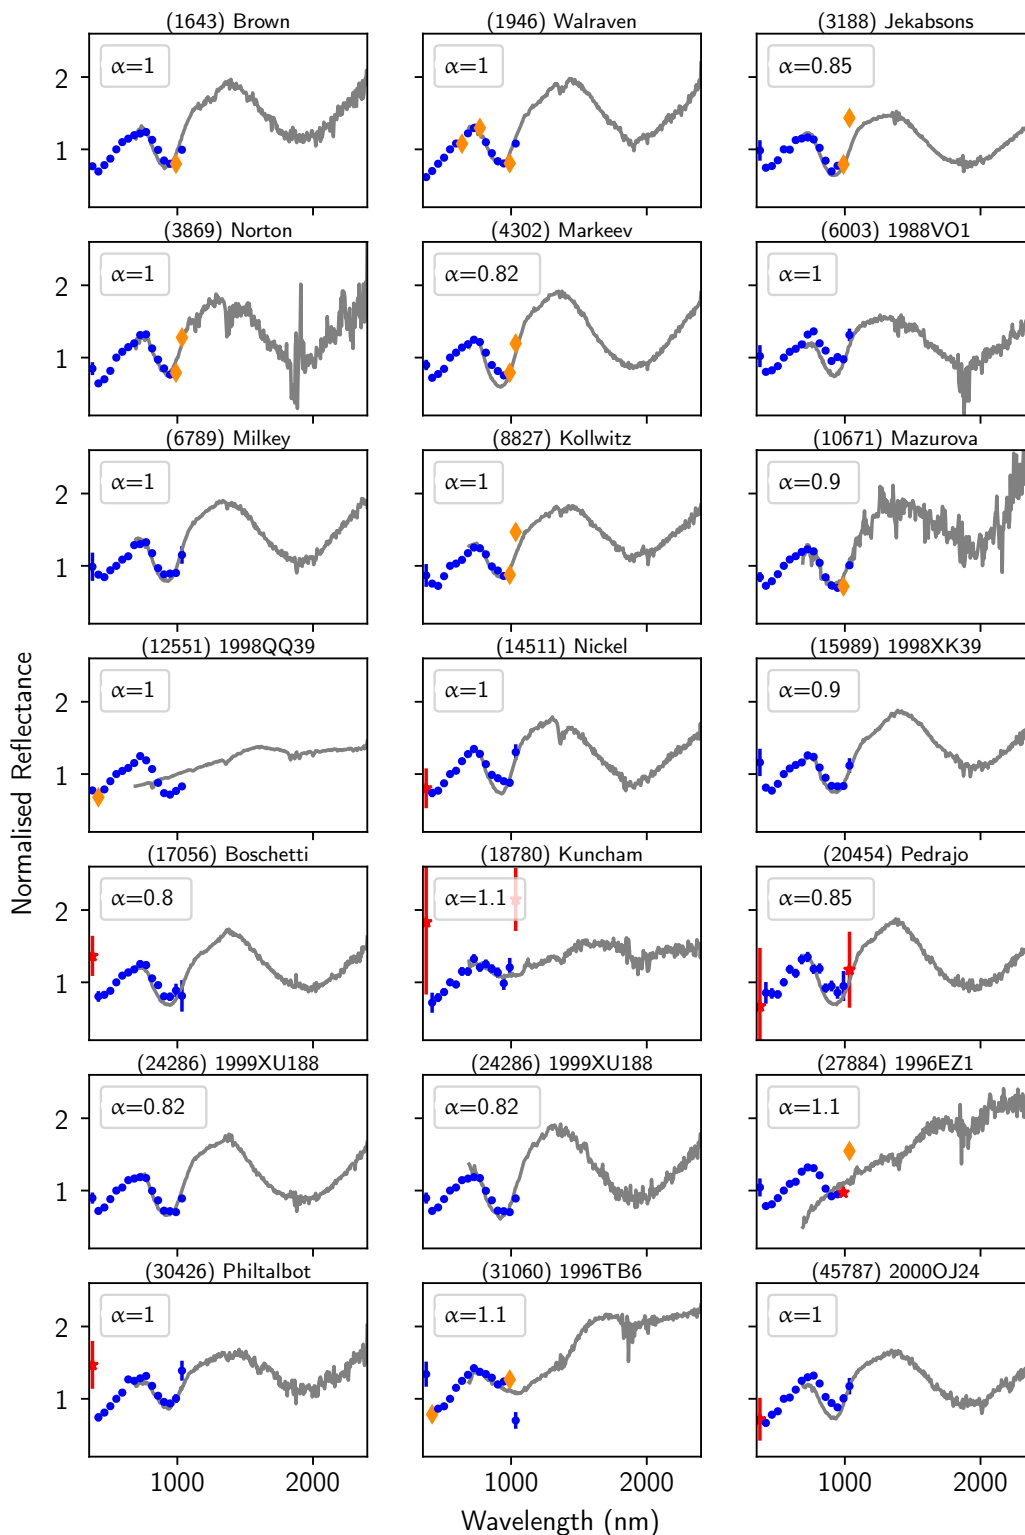 (1643) Brown (1946) Walraven (3188) Jekabsons
α=1 α=1 α=0.85
2
1
(3869) Norton (4302) Markeev (6003) 1988VO1
α=1 α=0.82 α=1
2
1
(6789) Milkey (8827) Kollwitz (10671) Mazurova
α=1 α=1 α=0.9
2
1
(12551) 1998QQ39 (14511) Nickel (15989) 1998XK39
α=1 α=1 α=0.9
2
1
Normalised Reflectance
(17056) Boschetti (18780) Kuncham (20454) Pedrajo
α=0.8 α=1.1 α=0.85
2
1
(24286) 1999XU188 (24286) 1999XU188 (27884) 1996EZ1
α=0.82 α=0.82 α=1.1
2
1
(30426) Philtalbot (31060) 1996TB6 (45787) 2000OJ24
α=1 α=1.1 α=1
2
1
1000 2000 1000 2000 1000 2000
Wavelength (nm)